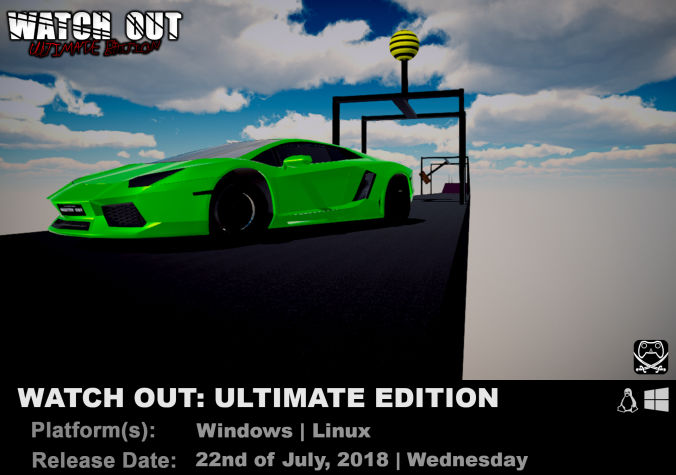 WATCH OUT
ULTIMATE EDITION
WATCH OUT: ULTIMATE EDITION
Platform(s): Windows | Linux
Release Date: 22nd of July, 2018 | Wednesday